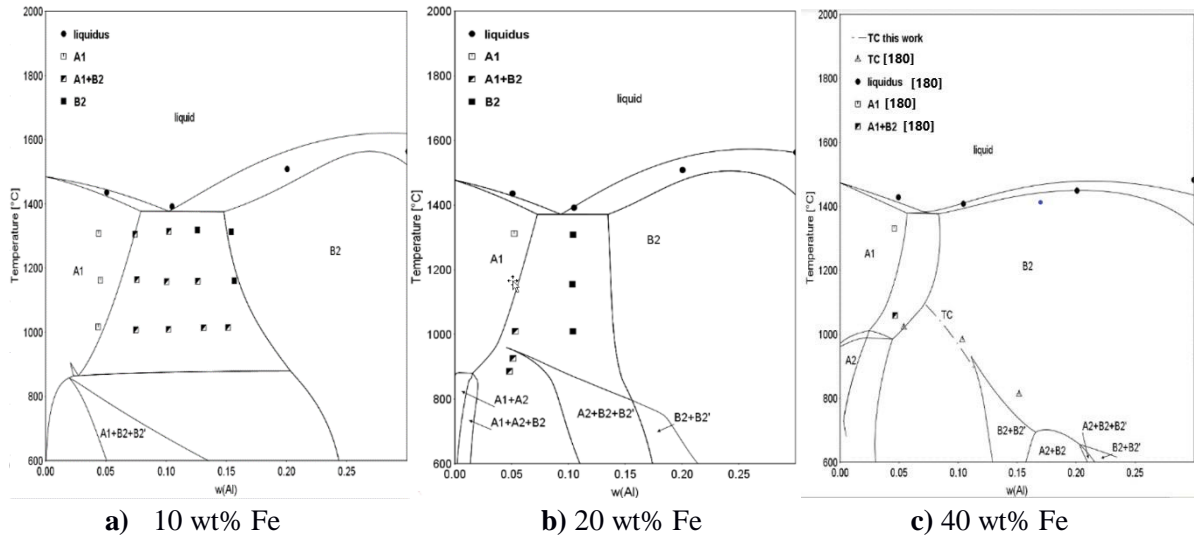 2000
1800
1600
1400
1200
1000
800
600
Temperature [°C]
liquidus
A1
A1+B2
B2
liquid
A1
B2
A1+B2+B2'
0.00
0.05
0.10
0.15
0.20
0.25
w(Al)
a) 10 wt% Fe
2000
1800
1600
1400
1200
1000
800
600
Temperature [°C]
liquidus
A1
A1+B2
B2
liquid
A1
B2
A1+A2
A1+A2+B2
A2+B2+B2'
B2+B2'
0.00
0.05
0.10
0.15
0.20
0.25
w(Al)
b) 20 wt% Fe
2000
1800
1600
1400
1200
1000
800
600
Temperature [°C]
TC this work
TC [180]
liquidus [180]
A1 [180]
A1+B2 [180]
liquid
A1
B2
TC
A2
B2+B2'
A2+B2
A2+B2+B2'
B2+B2'
0.00
0.05
0.10
0.15
0.20
0.25
w(Al)
c) 40 wt% Fe